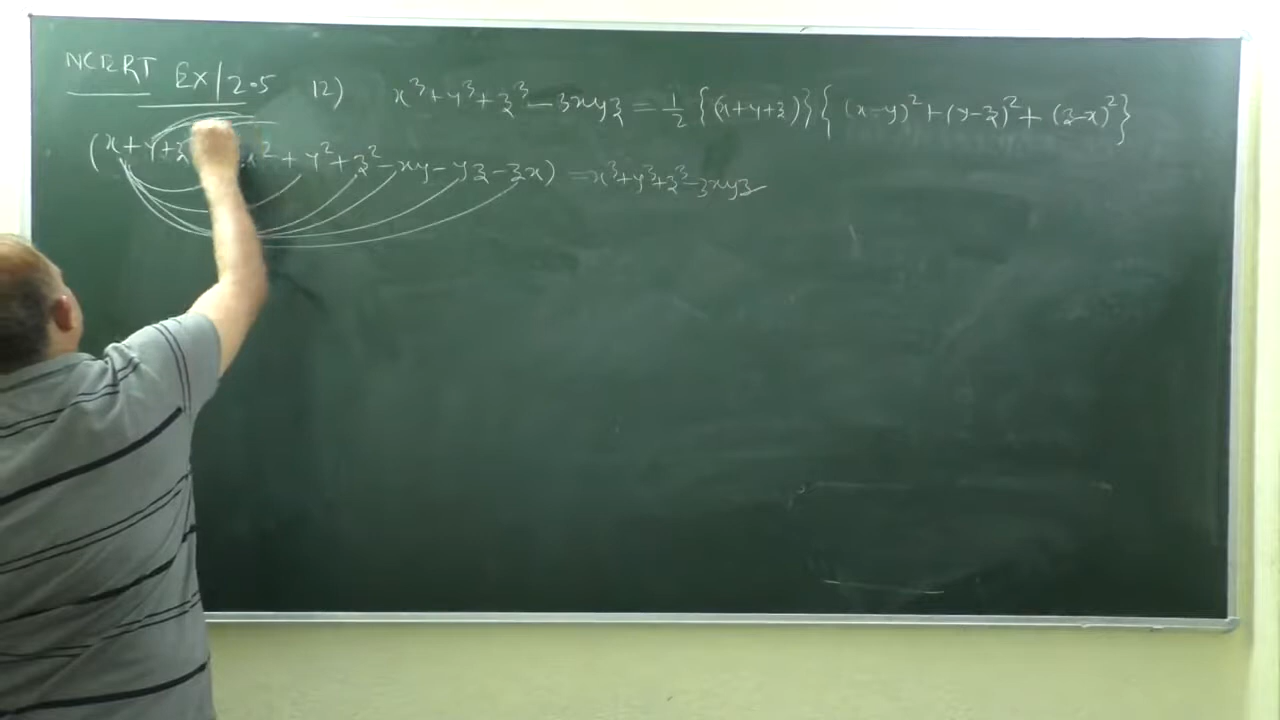 NCERT EX/2.5 12) x³+y³+z³-3xyz = 1/2 {(x+y+z)}{(x-y)²+(y-z)²+(z-x)²}
(x+y+z x²+y²+z²-xy-yz-zx) = x³+y³+z³-3xyz